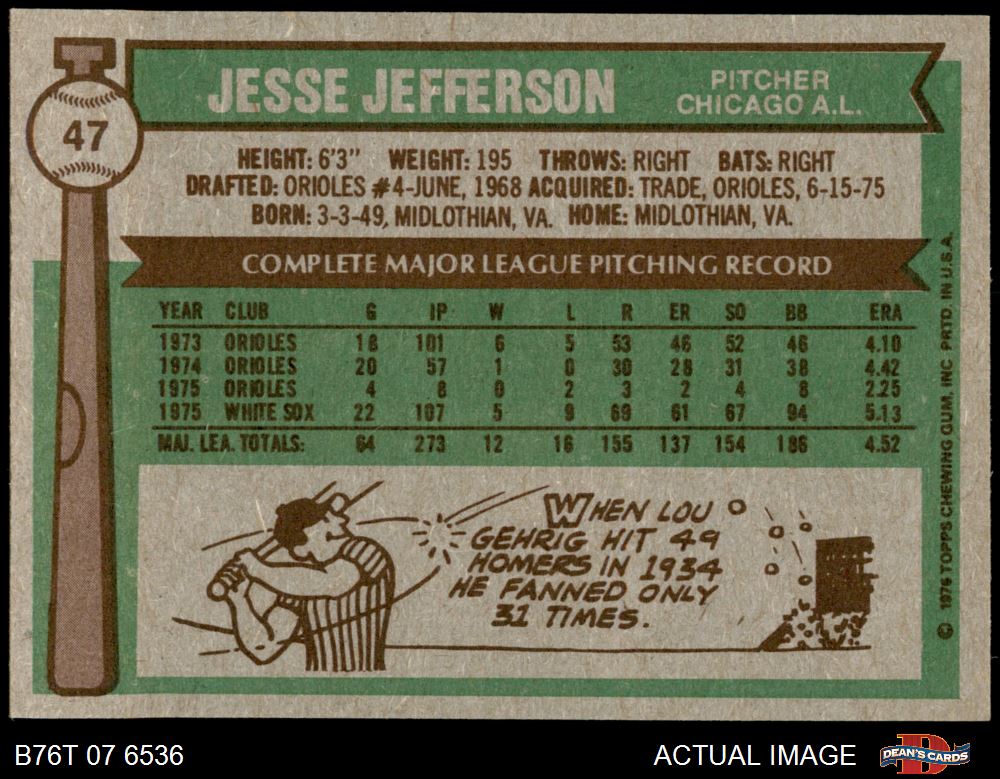 47
JESSE JEFFERSON
PITCHER
CHICAGO A.L.
HEIGHT: 6'3" WEIGHT: 195 THROWS: RIGHT BATS: RIGHT
DRAFTED: ORIOLES #4-JUNE, 1968 ACQUIRED: TRADE, ORIOLES, 6-15-75
BORN: 3-3-49, MIDLOTHIAN, VA. HOME: MIDLOTHIAN, VA.
COMPLETE MAJOR LEAGUE PITCHING RECORD
YEAR CLUB G IP W L R ER SO BB ERA
1973 ORIOLES 18 101 6 5 53 46 52 46 4.10
1974 ORIOLES 20 57 1 0 30 28 31 38 4.42
1975 ORIOLES 4 8 0 2 3 2 4 8 2.25
1975 WHITE SOX 22 107 5 9 69 61 67 94 5.13
MAJ. LEA. TOTALS: 64 273 12 16 155 137 154 186 4.52
WHEN LOU
GEHRIG HIT 49
HOMERS IN 1934
HE FANNED ONLY
31 TIMES.
© 1976 TOPPS CHEWING GUM, INC. PRTD. IN U.S.A.
B76T 07 6536
ACTUAL IMAGE
D
DEAN'S CARDS